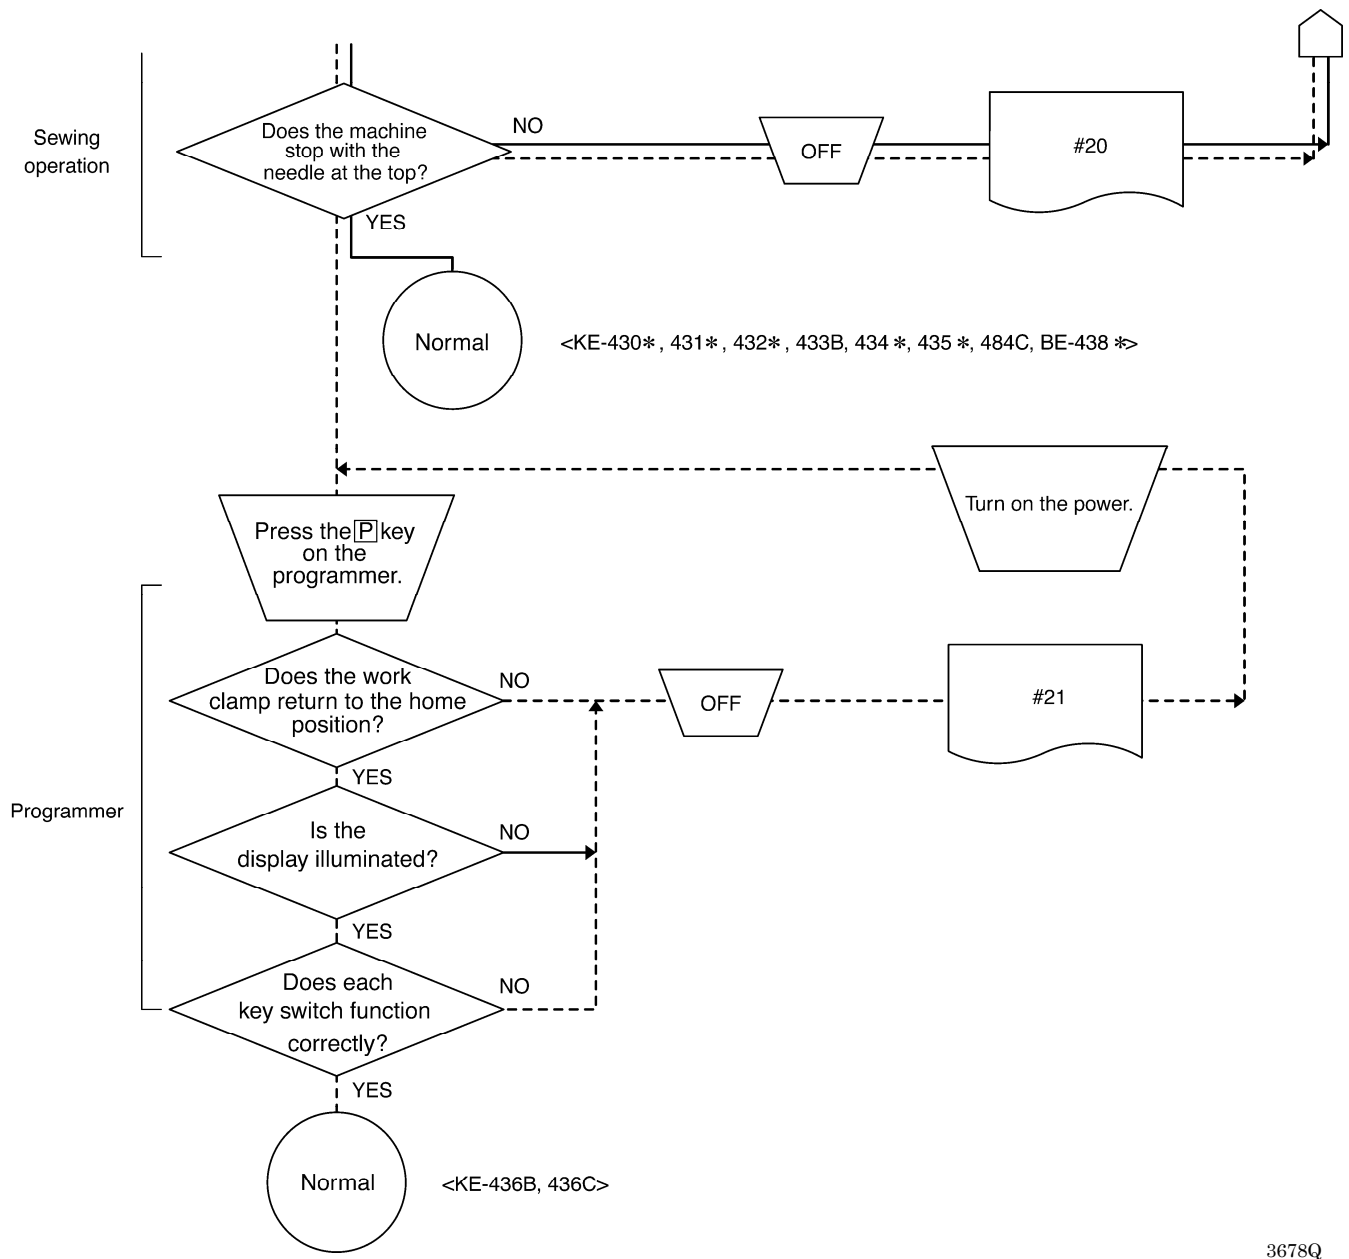 Sewing
operation
Does the machine
stop with the
needle at the top?
NO
OFF
#20
YES
Normal
<KE-430*, 431*, 432*, 433B, 434*, 435*, 484C, BE-438*>
Turn on the power.
Press the P key
on the
programmer.
Programmer
Does the work
clamp return to the home
position?
NO
OFF
#21
YES
Is the
display illuminated?
NO
YES
Does each
key switch function
correctly?
NO
YES
Normal
<KE-436B, 436C>
3678Q